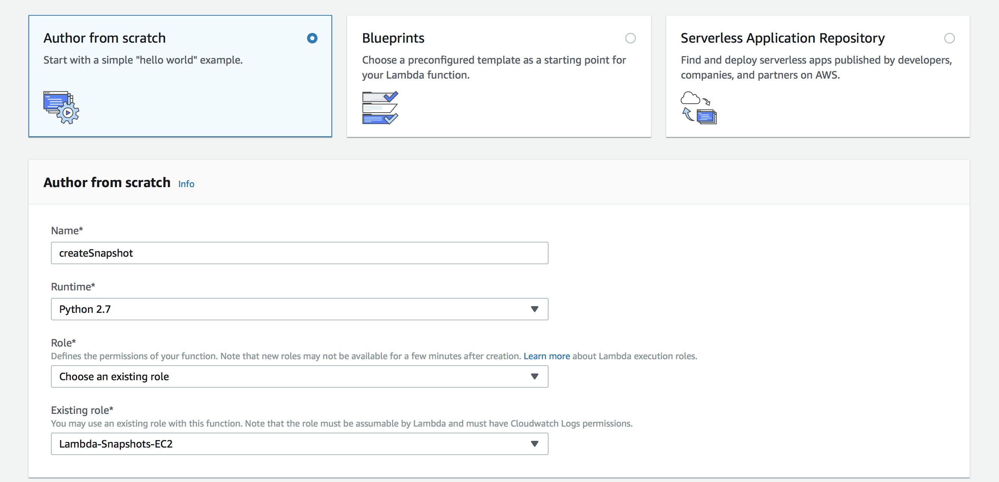 Author from scratch
Start with a simple "hello world" example.
Blueprints
Choose a preconfigured template as a starting point for
your Lambda function.
Serverless Application Repository
Find and deploy serverless apps published by developers,
companies, and partners on AWS.
Author from scratch Info
Name*
createSnapshot
Runtime*
Python 2.7
Role*
Defines the permissions of your function. Note that new roles may not be available for a few minutes after creation. Learn more about Lambda execution roles.
Choose an existing role
Existing role*
You may use an existing role with this function. Note that the role must be assumable by Lambda and must have Cloudwatch Logs permissions.
Lambda-Snapshots-EC2